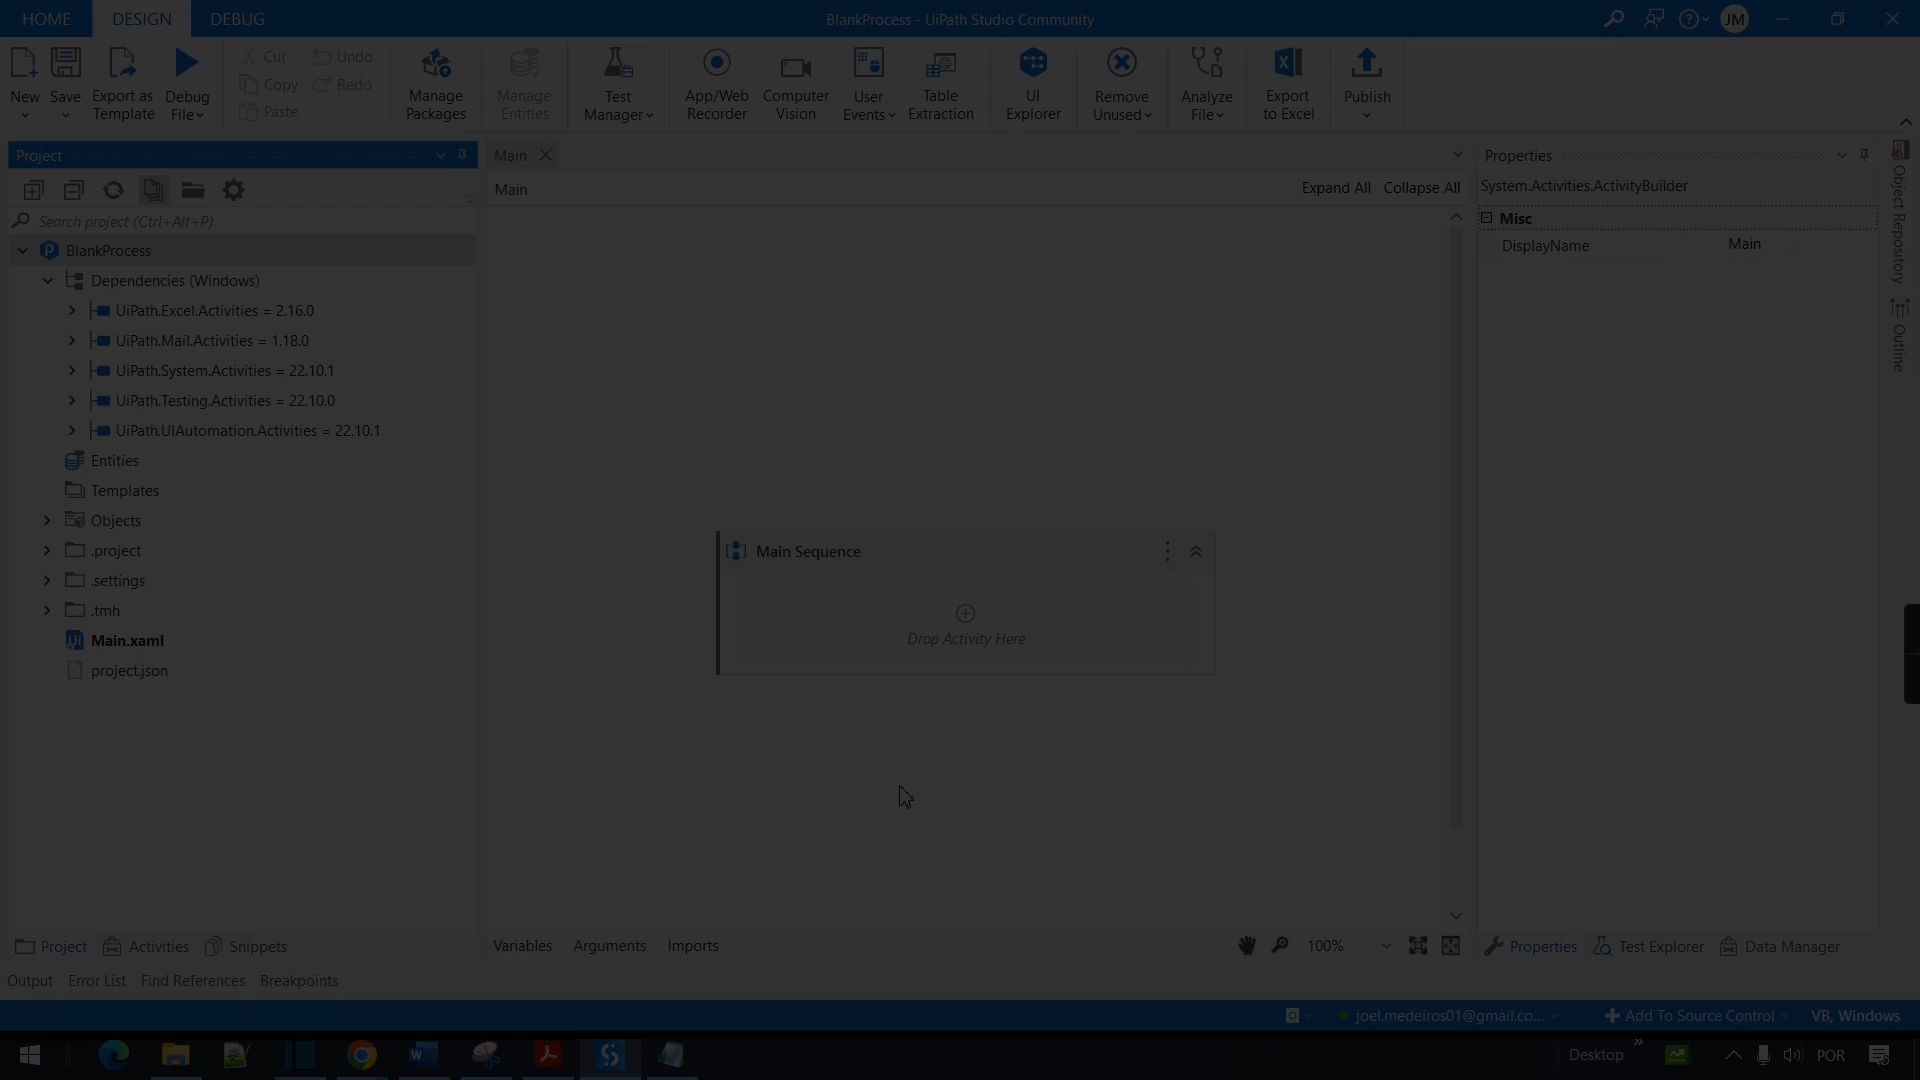 HOME DESIGN DEBUG BlankProcess - UiPath Studio Community JM
New Save Export as Template Debug File Cut Copy Paste Undo Redo Manage Packages Manage Entities Test Manager App/Web Recorder Computer Vision User Events Table Extraction UI Explorer Remove Unused Analyze File Export to Excel Publish
Project
Search project (Ctrl+Alt+P)
BlankProcess
Dependencies (Windows)
UiPath.Excel.Activities = 2.16.0
UiPath.Mail.Activities = 1.18.0
UiPath.System.Activities = 22.10.1
UiPath.Testing.Activities = 22.10.0
UiPath.UIAutomation.Activities = 22.10.1
Entities
Templates
Objects
.project
.settings
.tmh
Main.xaml
project.json
Project Activities Snippets
Main
Main Expand All Collapse All
Main Sequence
Drop Activity Here
Variables Arguments Imports 100%
Properties
System.Activities.ActivityBuilder
Misc
DisplayName Main
Properties Test Explorer Data Manager
Object Repository
Outline
Output Error List Find References Breakpoints
joel.medeiros01@gmail.co... Add To Source Control VB, Windows
Desktop POR